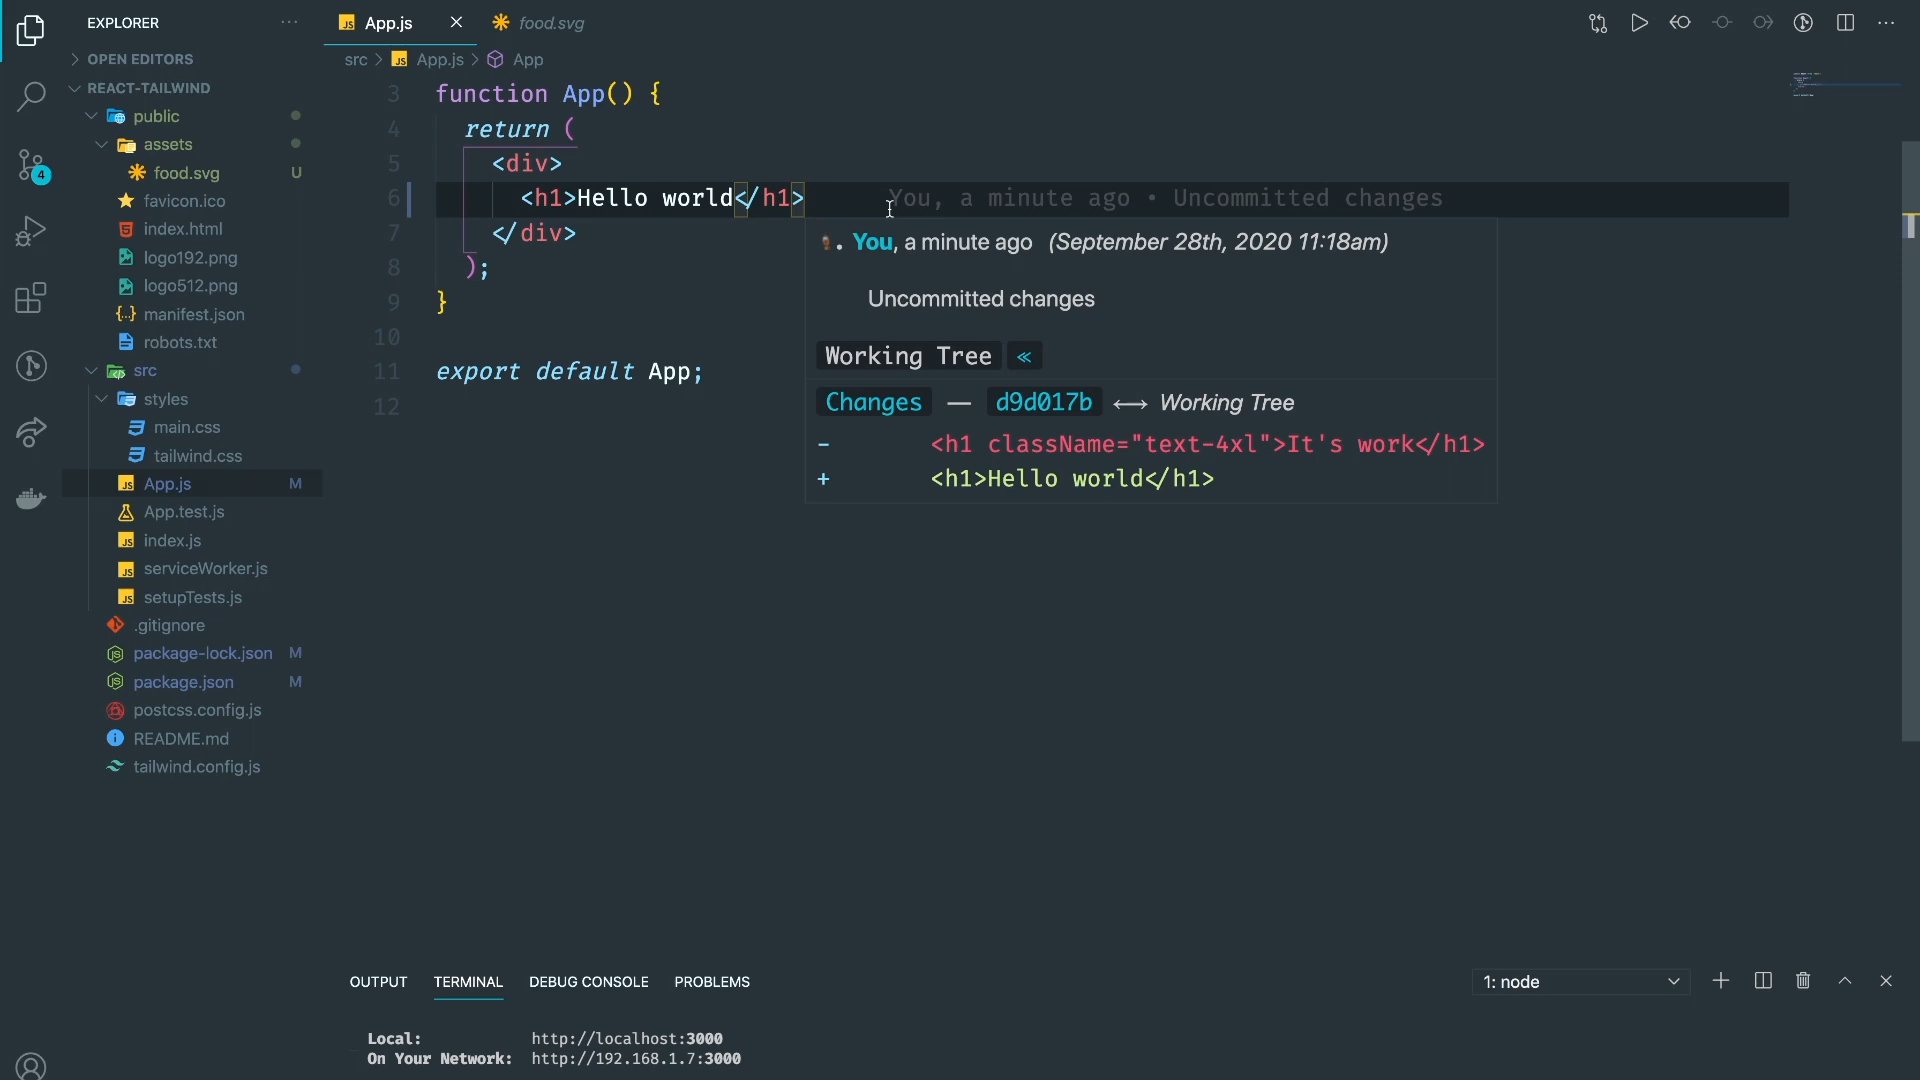 EXPLORER
OPEN EDITORS
REACT-TAILWIND
public
assets
food.svg U
favicon.ico
index.html
logo192.png
logo512.png
manifest.json
robots.txt
src
styles
main.css
tailwind.css
App.js M
App.test.js
index.js
serviceWorker.js
setupTests.js
.gitignore
package-lock.json M
package.json M
postcss.config.js
README.md
tailwind.config.js
4
App.js
food.svg
src > App.js > App
3 function App() {
4 return (
5 <div>
6 <h1>Hello world</h1> You, a minute ago • Uncommitted changes
7 </div>
8 );
9 }
10
11 export default App;
12
You, a minute ago (September 28th, 2020 11:18am)
Uncommitted changes
Working Tree «
Changes — d9d017b ⟷ Working Tree
- <h1 className="text-4xl">It's work</h1>
+ <h1>Hello world</h1>
OUTPUT TERMINAL DEBUG CONSOLE PROBLEMS
1: node
Local: http://localhost:3000
On Your Network: http://192.168.1.7:3000